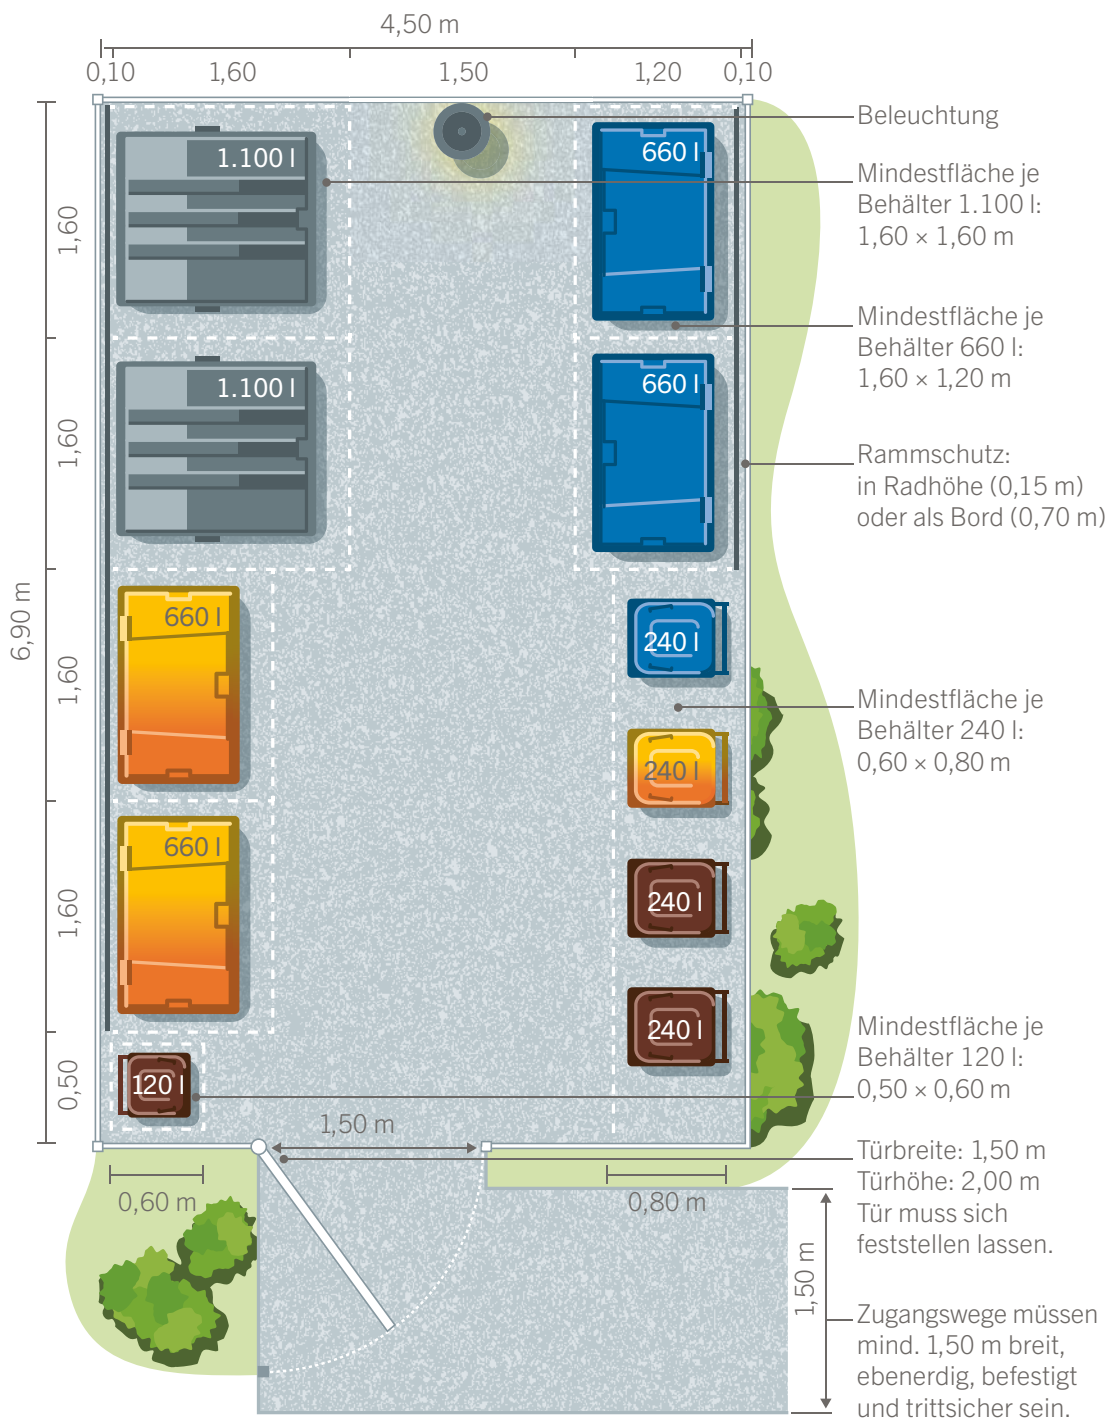 4,50 m
0,10
1,60
1,50
1,20
0,10
Beleuchtung
1.100 l
660 l
Mindestfläche je
Behälter 1.100 l:
1,60 × 1,60 m
1,60
Mindestfläche je
Behälter 660 l:
1,60 × 1,20 m
1.100 l
660 l
1,60
Rammschutz:
in Radhöhe (0,15 m)
oder als Bord (0,70 m)
6,90 m
660 l
240 l
1,60
Mindestfläche je
Behälter 240 l:
0,60 × 0,80 m
240 l
660 l
240 l
1,60
240 l
Mindestfläche je
Behälter 120 l:
0,50 × 0,60 m
0,50
120 l
1,50 m
Türbreite: 1,50 m
Türhöhe: 2,00 m
Tür muss sich
feststellen lassen.
0,60 m
0,80 m
1,50 m
Zugangswege müssen
mind. 1,50 m breit,
ebenerdig, befestigt
und trittsicher sein.